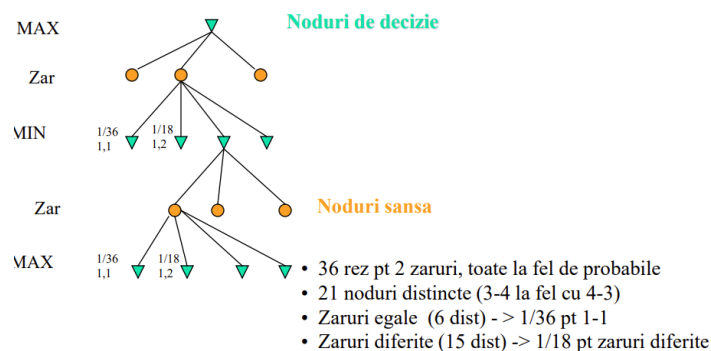 MAX
Noduri de decizie
Zar
MIN
1/36
1,1
1/18
1,2
Zar
Noduri sansa
MAX
1/36
1,1
1/18
1,2
• 36 rez pt 2 zaruri, toate la fel de probabile
• 21 noduri distincte (3-4 la fel cu 4-3)
• Zaruri egale (6 dist) - > 1/36 pt 1-1
• Zaruri diferite (15 dist) -> 1/18 pt zaruri diferite